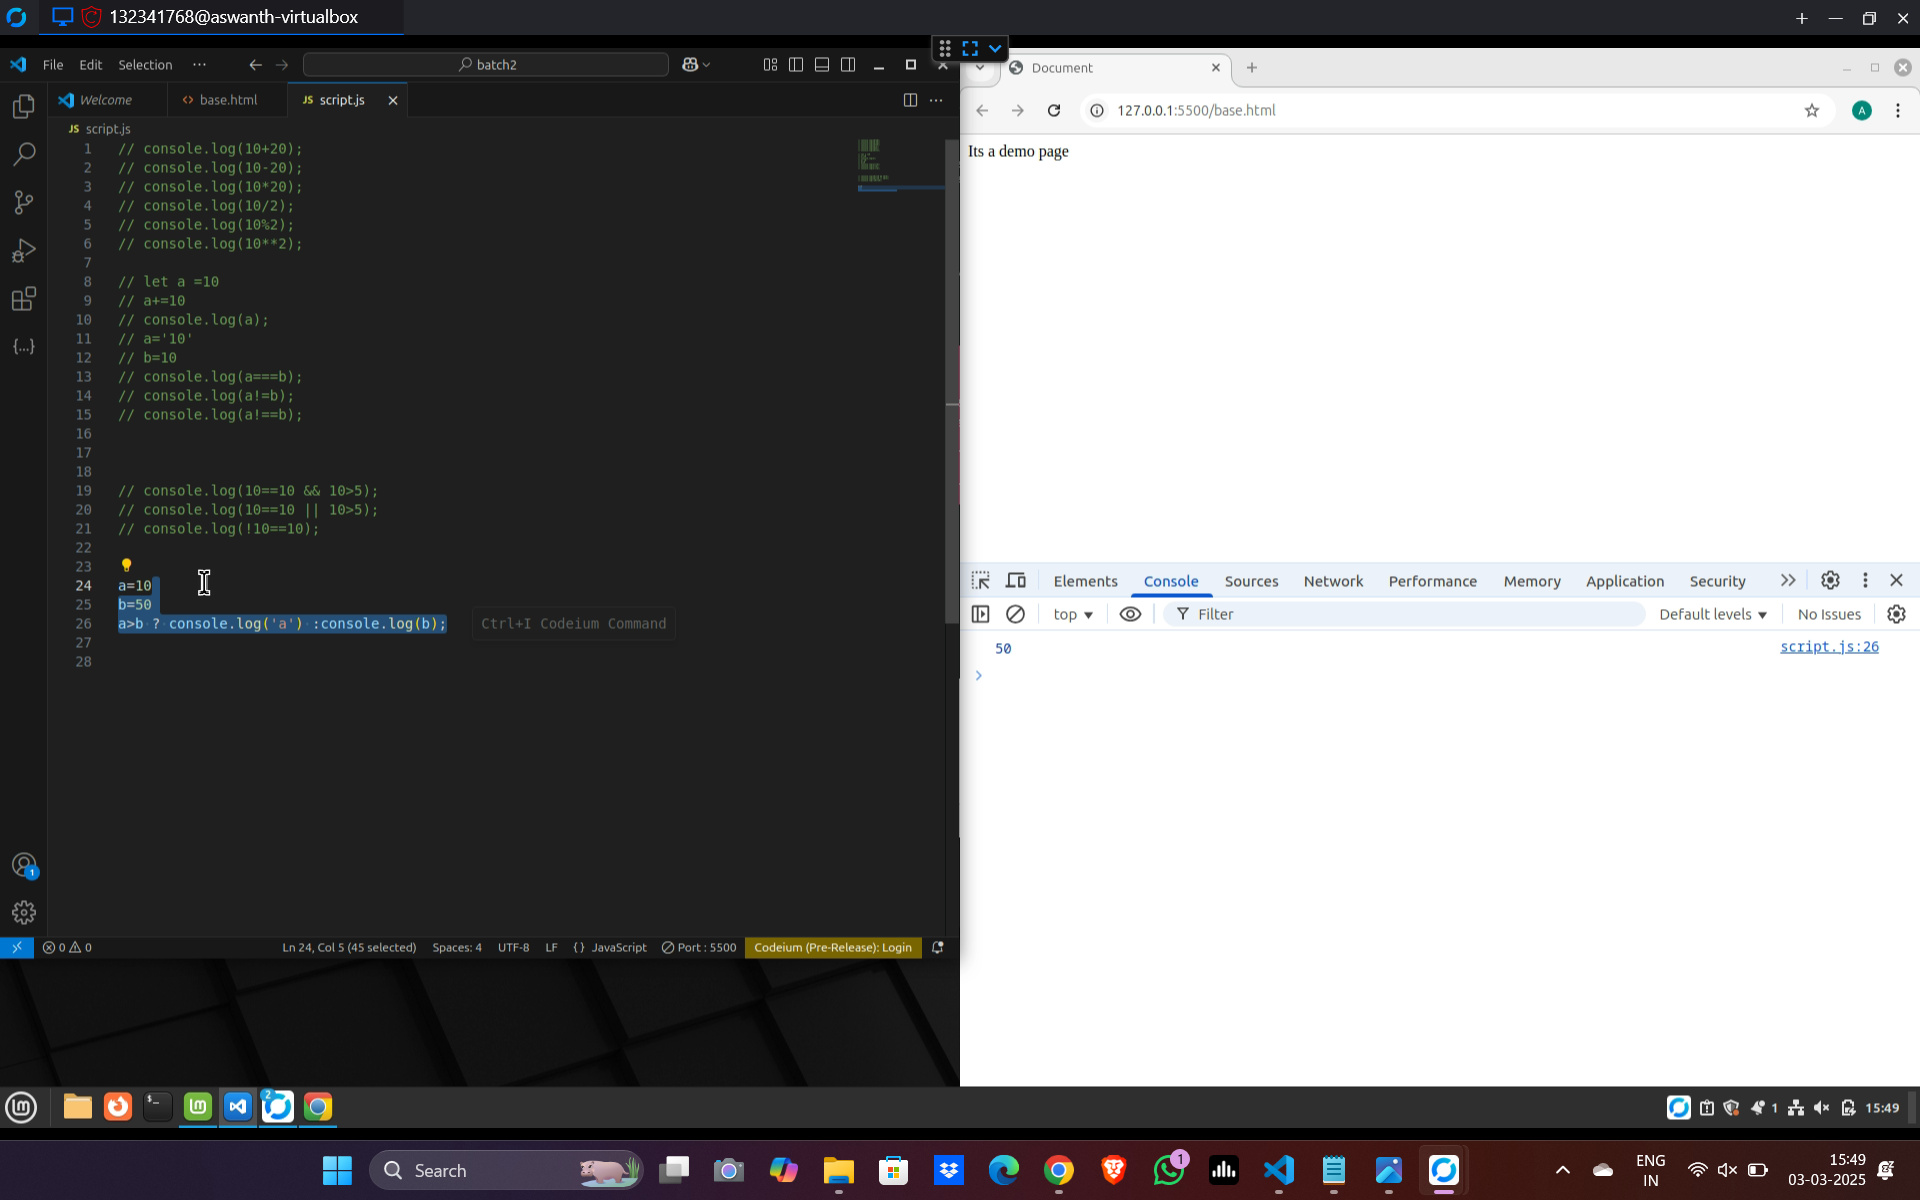 132341768@aswanth-virtualbox
File Edit Selection ··· batch2
Welcome base.html script.js
script.js
1 // console.log(10+20);
2 // console.log(10-20);
3 // console.log(10*20);
4 // console.log(10/2);
5 // console.log(10%2);
6 // console.log(10**2);
7
8 // let a =10
9 // a+=10
10 // console.log(a);
11 // a='10'
12 // b=10
13 // console.log(a===b);
14 // console.log(a!=b);
15 // console.log(a!==b);
16
17
18
19 // console.log(10==10 && 10>5);
20 // console.log(10==10 || 10>5);
21 // console.log(!10==10);
22
23
24 a=10
25 b=50
26 a>b ? console.log('a') :console.log(b); Ctrl+I Codeium Command
27
28
1
0 0 Ln 24, Col 5 (45 selected) Spaces: 4 UTF-8 LF {} JavaScript Port : 5500 Codeium (Pre-Release): Login
Document
127.0.0.1:5500/base.html A
Its a demo page
Elements Console Sources Network Performance Memory Application Security
top Filter Default levels No Issues
50 script.js:26
2 1 15:49
Search 1 ENG IN 15:49 03-03-2025